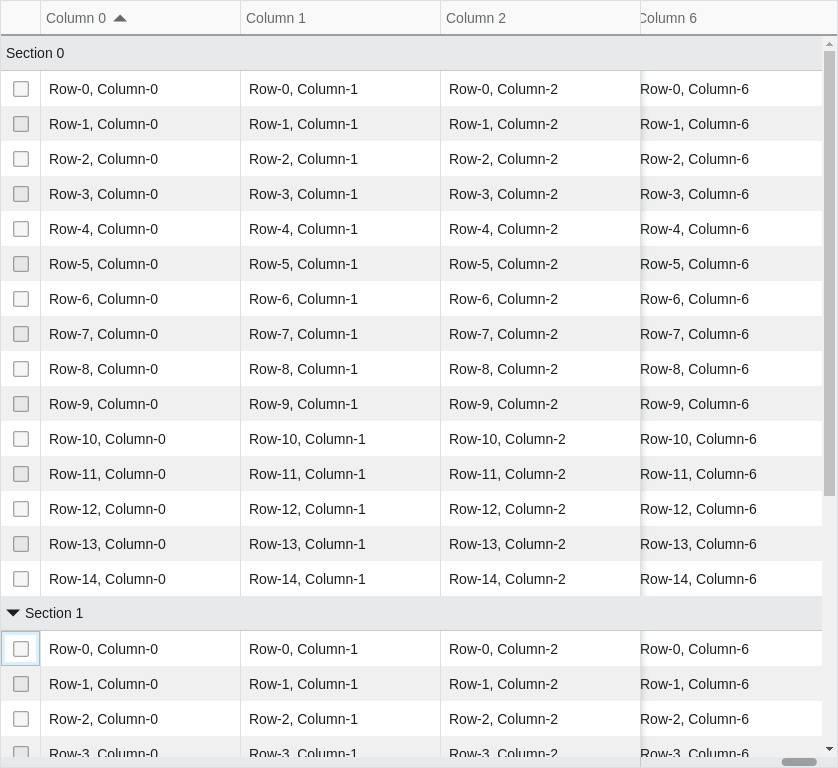 Column 0 Column 1 Column 2 Column 6
Section 0
Row-0, Column-0 Row-0, Column-1 Row-0, Column-2 Row-0, Column-6
Row-1, Column-0 Row-1, Column-1 Row-1, Column-2 Row-1, Column-6
Row-2, Column-0 Row-2, Column-1 Row-2, Column-2 Row-2, Column-6
Row-3, Column-0 Row-3, Column-1 Row-3, Column-2 Row-3, Column-6
Row-4, Column-0 Row-4, Column-1 Row-4, Column-2 Row-4, Column-6
Row-5, Column-0 Row-5, Column-1 Row-5, Column-2 Row-5, Column-6
Row-6, Column-0 Row-6, Column-1 Row-6, Column-2 Row-6, Column-6
Row-7, Column-0 Row-7, Column-1 Row-7, Column-2 Row-7, Column-6
Row-8, Column-0 Row-8, Column-1 Row-8, Column-2 Row-8, Column-6
Row-9, Column-0 Row-9, Column-1 Row-9, Column-2 Row-9, Column-6
Row-10, Column-0 Row-10, Column-1 Row-10, Column-2 Row-10, Column-6
Row-11, Column-0 Row-11, Column-1 Row-11, Column-2 Row-11, Column-6
Row-12, Column-0 Row-12, Column-1 Row-12, Column-2 Row-12, Column-6
Row-13, Column-0 Row-13, Column-1 Row-13, Column-2 Row-13, Column-6
Row-14, Column-0 Row-14, Column-1 Row-14, Column-2 Row-14, Column-6
Section 1
Row-0, Column-0 Row-0, Column-1 Row-0, Column-2 Row-0, Column-6
Row-1, Column-0 Row-1, Column-1 Row-1, Column-2 Row-1, Column-6
Row-2, Column-0 Row-2, Column-1 Row-2, Column-2 Row-2, Column-6
Row-3, Column-0 Row-3, Column-1 Row-3, Column-2 Row-3, Column-6